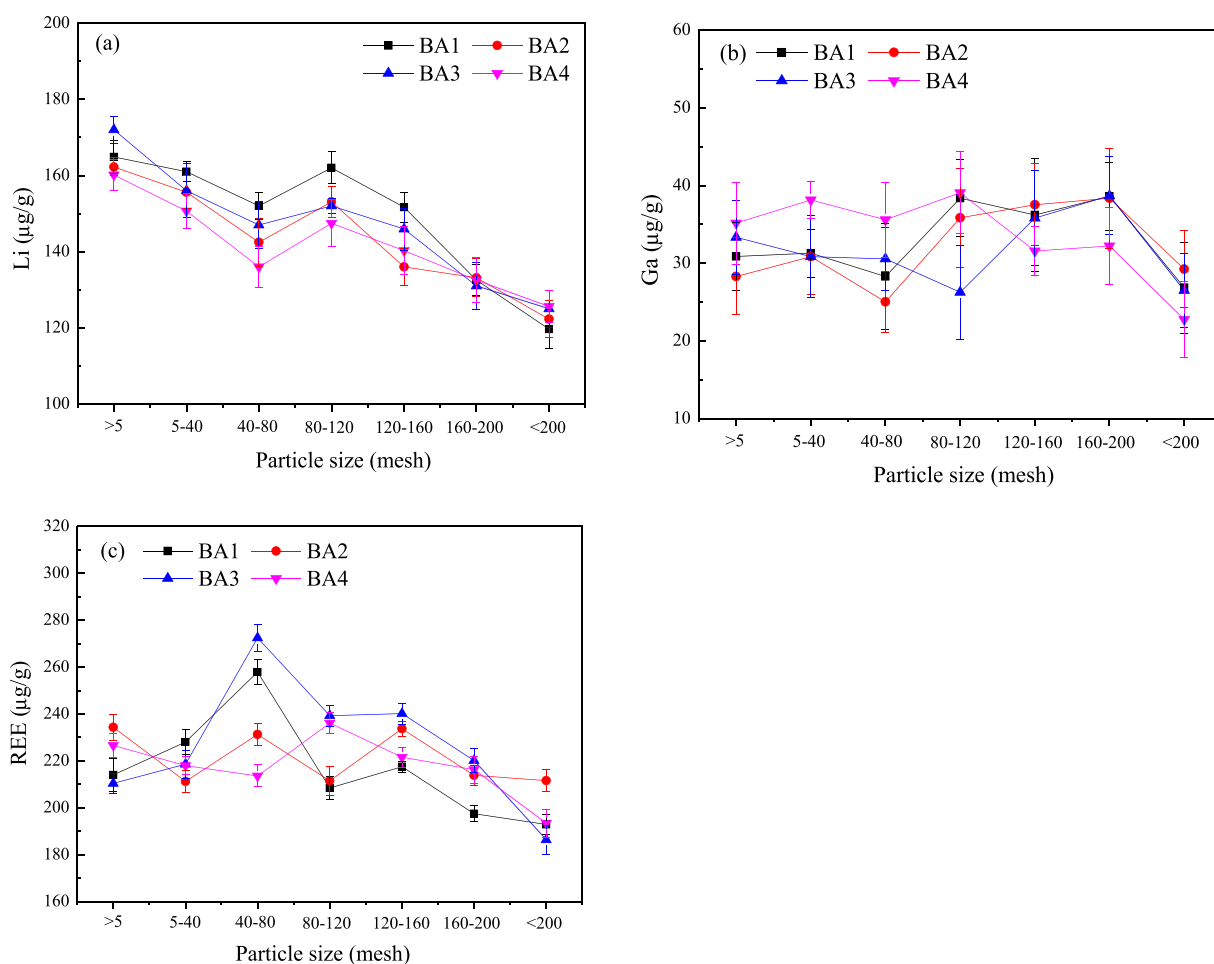 (a)
BA1 BA2
BA3 BA4
200
180
160
140
120
100
Li (μg/g)
>5 5-40 40-80 80-120 120-160 160-200 <200
Particle size (mesh)
(b)
BA1 BA2
BA3 BA4
60
50
40
30
20
10
Ga (μg/g)
>5 5-40 40-80 80-120 120-160 160-200 <200
Particle size (mesh)
(c)
BA1 BA2
BA3 BA4
320
300
280
260
240
220
200
180
160
REE (μg/g)
>5 5-40 40-80 80-120 120-160 160-200 <200
Particle size (mesh)